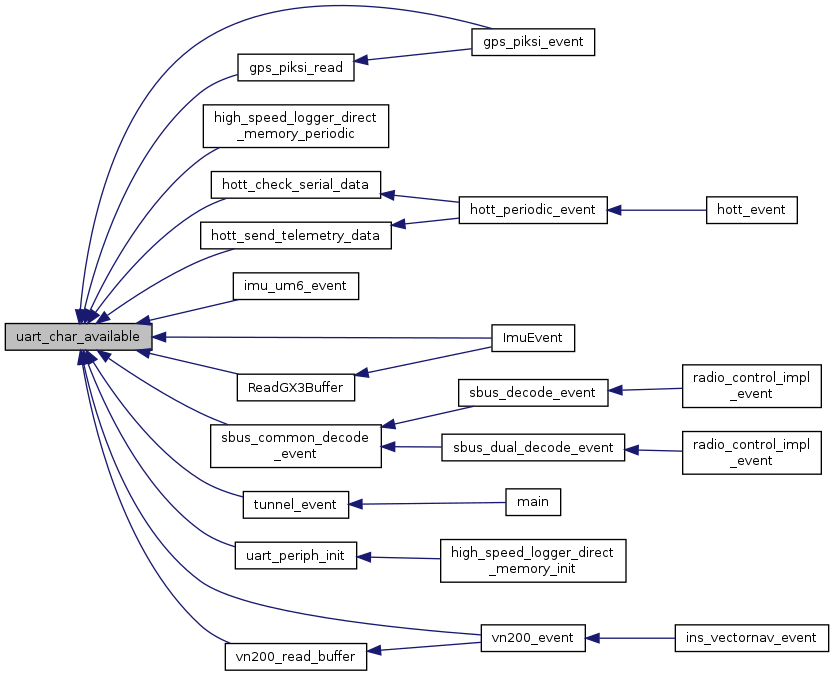 gps_piksi_event
gps_piksi_read
high_speed_logger_direct
_memory_periodic
hott_check_serial_data
hott_periodic_event
hott_event
hott_send_telemetry_data
imu_um6_event
uart_char_available
ImuEvent
ReadGX3Buffer
sbus_decode_event
radio_control_impl
_event
sbus_common_decode
_event
sbus_dual_decode_event
radio_control_impl
_event
tunnel_event
main
uart_periph_init
high_speed_logger_direct
_memory_init
vn200_event
ins_vectornav_event
vn200_read_buffer